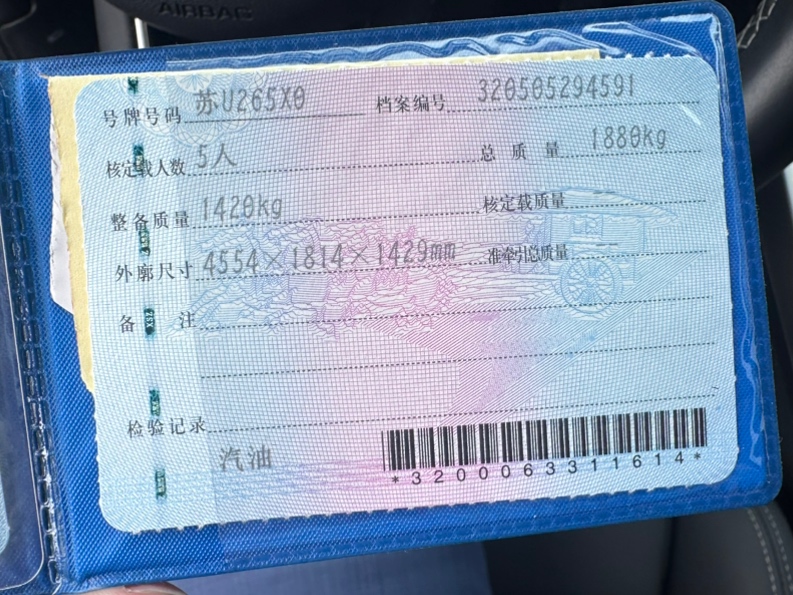 AIRBAG
号牌号码 苏U265X0 档案编号 320505294591
核定载人数 5人 总质量 1880kg
整备质量 1420kg 核定载质量
外廓尺寸 4554×1814×1429mm 准牵引总质量 —
备注
检验记录
汽油
*3200063311614*